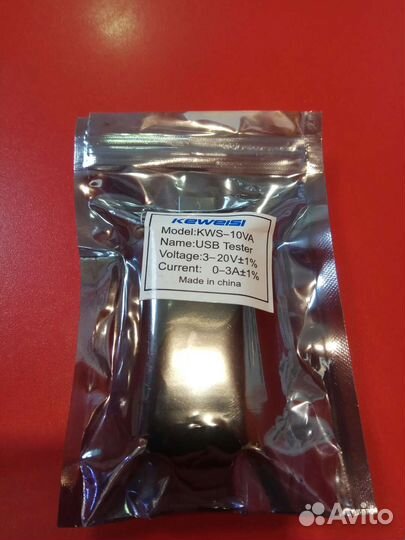 KEWEISI
Model:KWS-10VA
Name:USB Tester
Voltage:3-20V±1%
Current: 0-3A±1%
Made in china
Avito